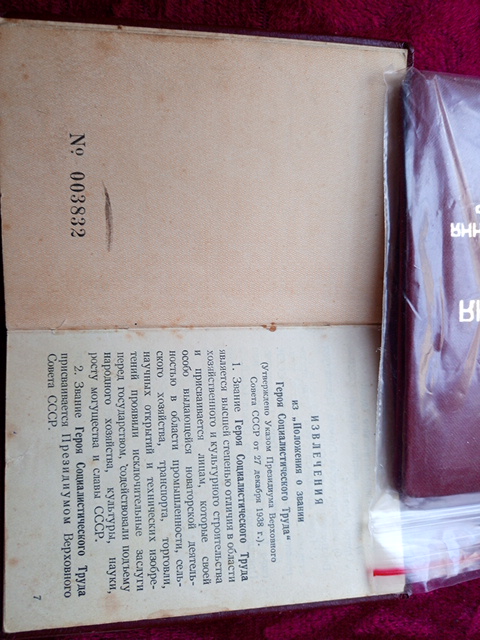 № 003832
ИЗВЛЕЧЕНИЯ
из „Положения о звании
Героя Социалистического Труда“
(Утверждено Указом Президиума Верховного
Совета СССР от 27 декабря 1938 г.).
1. Звание Героя Социалистического Труда
является высшей степенью отличия в области
хозяйственного и культурного строительства
и присваивается лицам, которые своей
особо выдающейся новаторской деятель-
ностью в области промышленности, сель-
ского хозяйства, транспорта, торговли,
научных открытий и технических изобре-
тений проявили исключительные заслуги
перед государством, содействовали подъему
народного хозяйства, культуры, науки,
росту могущества и славы СССР.
2. Звание Героя Социалистического Труда
присваивается Президиумом Верховного
Совета СССР.
7